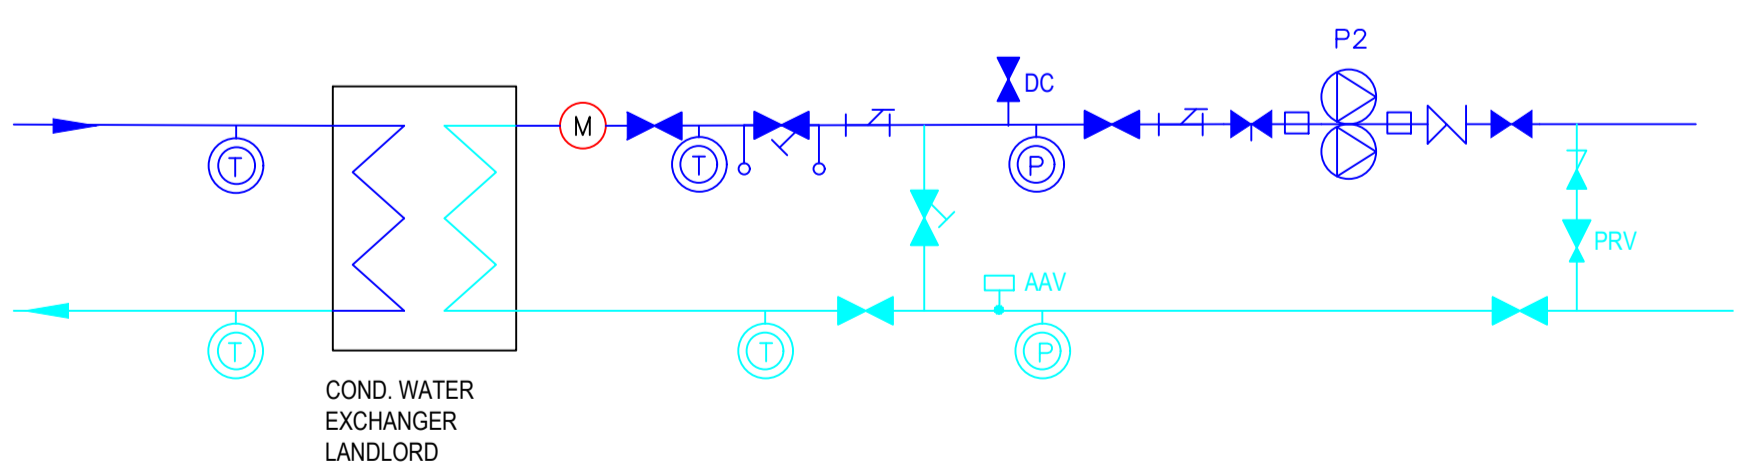 P2
DC
M
T
T
P
PRV
AAV
T
T
P
COND. WATER
EXCHANGER
LANDLORD